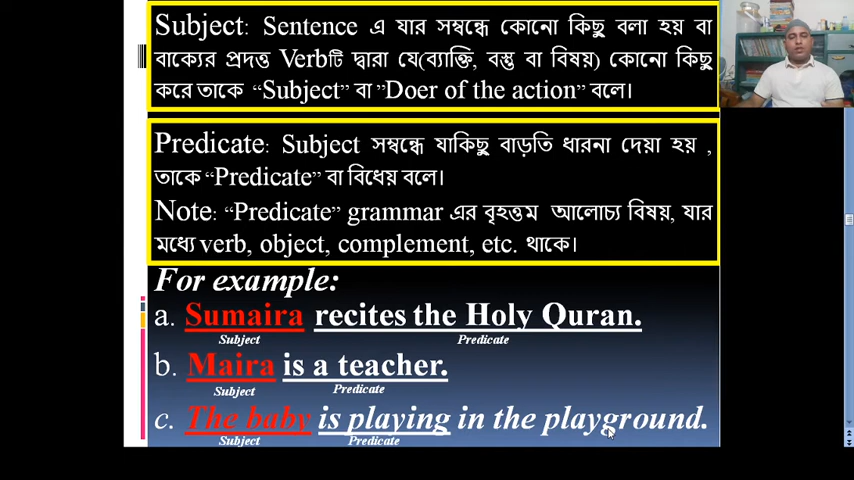 Subject: Sentence এ যার সম্বন্ধে কোনো কিছু বলা হয় বা
বাক্যের প্রদত্ত Verbটি দ্বারা যে(ব্যাক্তি, বস্তু বা বিষয়) কোনো কিছু
করে তাকে “Subject” বা ”Doer of the action” বলে।
Predicate: Subject সম্বন্ধে যাকিছু বাড়তি ধারনা দেয়া হয় ,
তাকে “Predicate” বা বিধেয় বলে।
Note: “Predicate” grammar এর বৃহত্তম আলোচ্য বিষয়, যার
মধ্যে verb, object, complement, etc. থাকে।
For example:
a. Sumaira recites the Holy Quran.
Subject Predicate
b. Maira is a teacher.
Subject Predicate
c. The baby is playing in the playground.
Subject Predicate